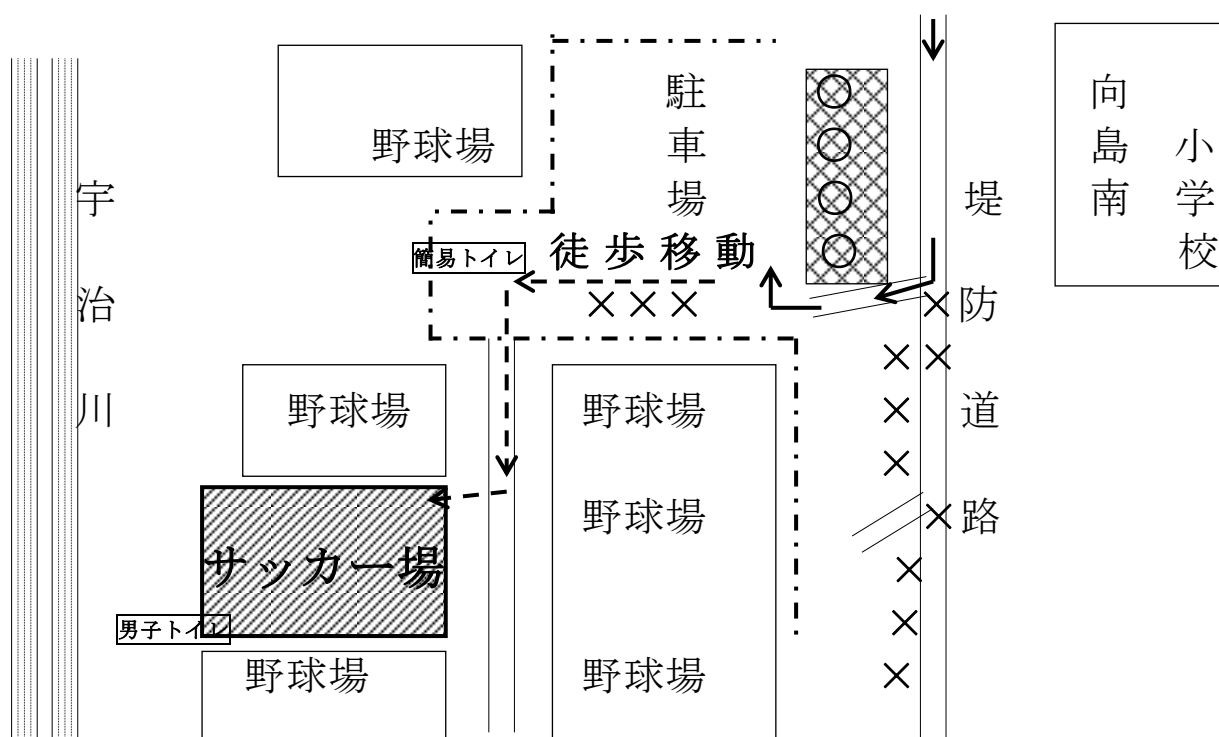 駐車場
野球場
向島南
小学校
宇治川
堤防道路
簡易トイレ
徒歩移動
〇
〇
〇
〇
×××
×
××
×
×
×
×
×
×
野球場
野球場
野球場
サッカー場
男子トイレ
野球場
野球場